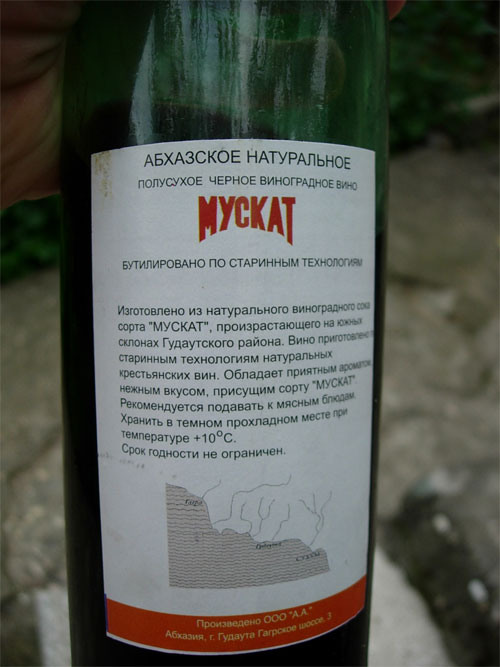 АБХАЗСКОЕ НАТУРАЛЬНОЕ
ПОЛУСУХОЕ ЧЕРНОЕ ВИНОГРАДНОЕ ВИНО
МУСКАТ
БУТИЛИРОВАНО ПО СТАРИННЫМ ТЕХНОЛОГИЯМ
Изготовлено из натурального виноградного сока
сорта "МУСКАТ", произрастающего на южных
склонах Гудаутского района. Вино приготовлено
старинным технологиям натуральных
крестьянских вин. Обладает приятным ароматом,
нежным вкусом, присущим сорту "МУСКАТ".
Рекомендуется подавать к мясным блюдам.
Хранить в темном прохладном месте при
температуре +10°С.
Срок годности не ограничен.
Гагра
Гудаута
Произведено ООО "А.А."
Абхазия, г. Гудаута Гагрское шоссе, 3